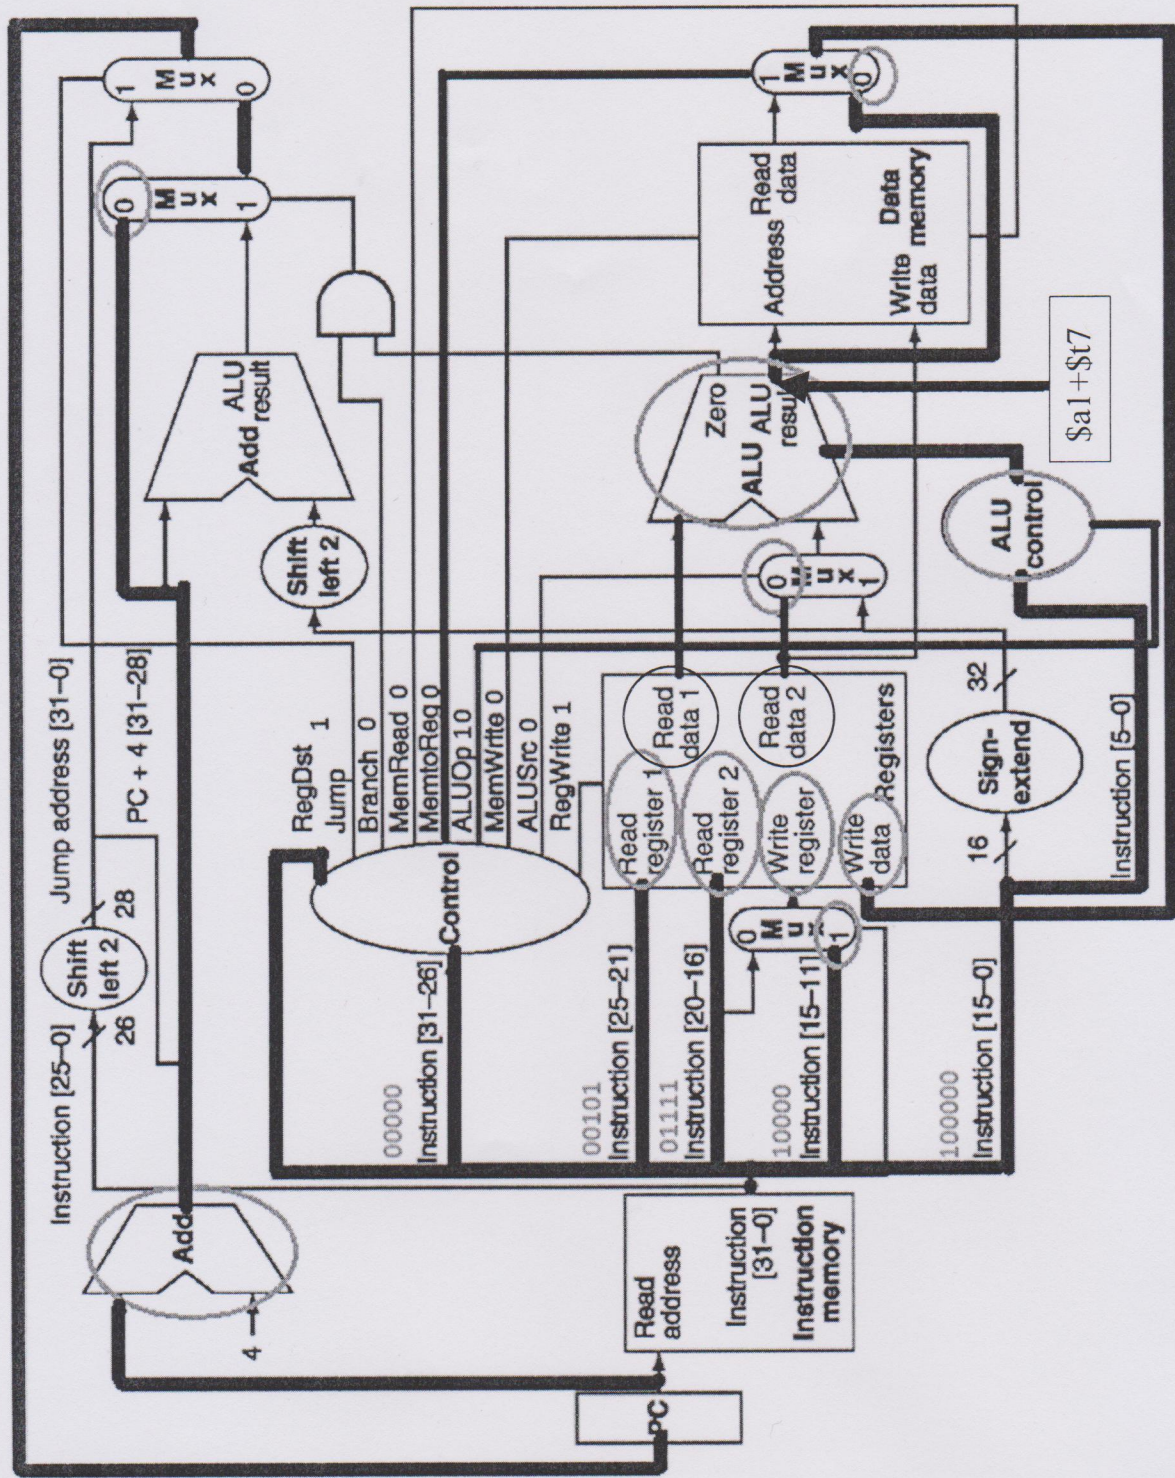 Instruction [25–0]
Shift
left 2
26
28
Jump address [31–0]
PC + 4 [31–28]
Add
4
Add
ALU
result
Shift
left 2
0
M
u
x
1
1
M
u
x
0
RegDst 1
Jump
Branch 0
MemRead 0
MemtoReg 0
ALUOp 10
MemWrite 0
ALUSrc 0
RegWrite 1
Control
00000
Instruction [31–26]
00101
Instruction [25–21]
01111
Instruction [20–16]
10000
Instruction [15–11]
100000
Instruction [15–0]
PC
Read
address
Instruction
[31–0]
Instruction
memory
0
M
u
x
1
Read
register 1
Read
register 2
Write
register
Write
data
Read
data 1
Read
data 2
Registers
16
Sign-
extend
32
Instruction [5–0]
0
M
u
x
1
Zero
ALU
ALU
result
ALU
control
$a1+$t7
Address
Read
data
Write
data
Data
memory
1
M
u
x
0